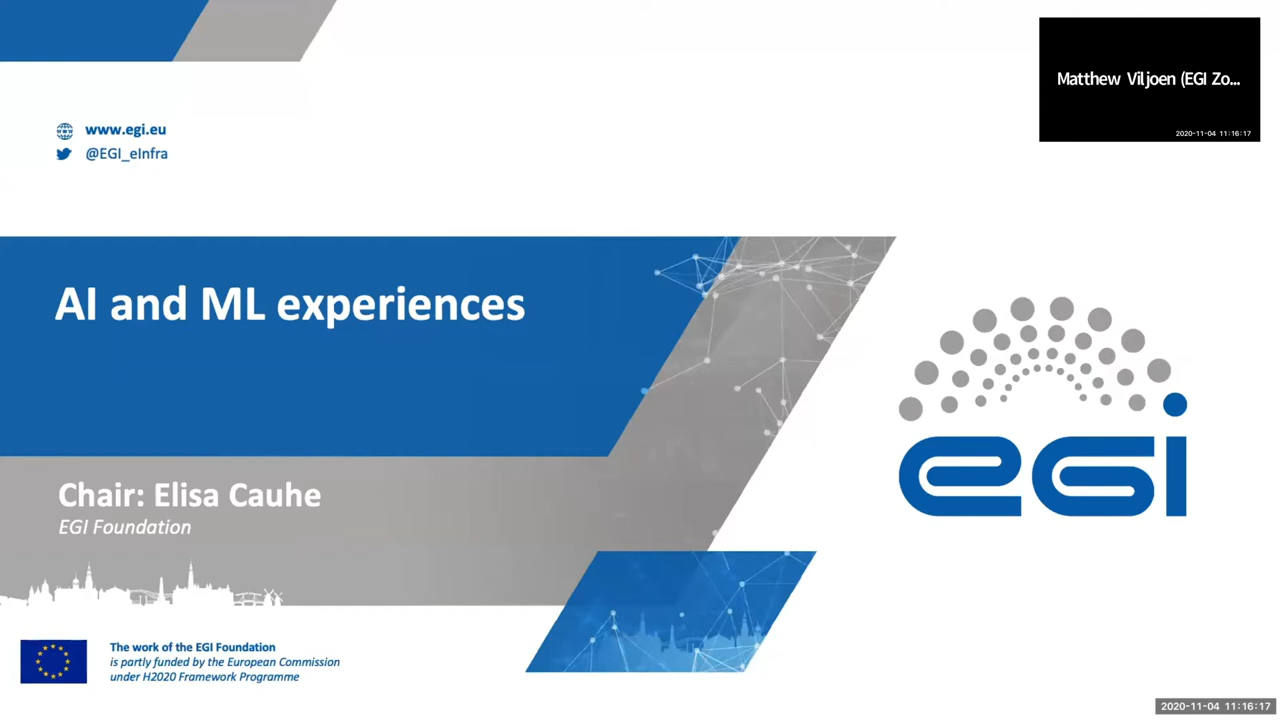 www.egi.eu
@EGI_eInfra
Matthew Viljoen (EGI Zo...
2020-11-04 11:16:17
AI and ML experiences
Chair: Elisa Cauhe
EGI Foundation
egi
The work of the EGI Foundation
is partly funded by the European Commission
under H2020 Framework Programme
2020-11-04 11:16:17